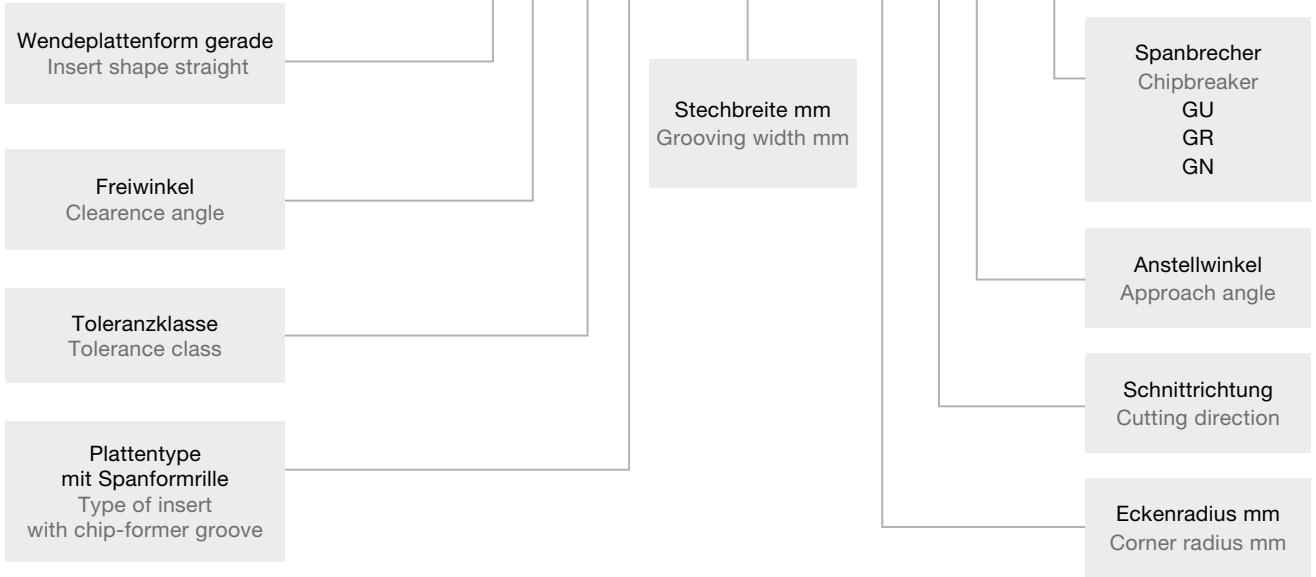 Wendeplattenform gerade
Insert shape straight
Freiwinkel
Clearence angle
Toleranzklasse
Tolerance class
Plattentype
mit Spanformrille
Type of insert
with chip-former groove
Stechbreite mm
Grooving width mm
Spanbrecher
Chipbreaker
GU
GR
GN
Anstellwinkel
Approach angle
Schnittrichtung
Cutting direction
Eckenradius mm
Corner radius mm